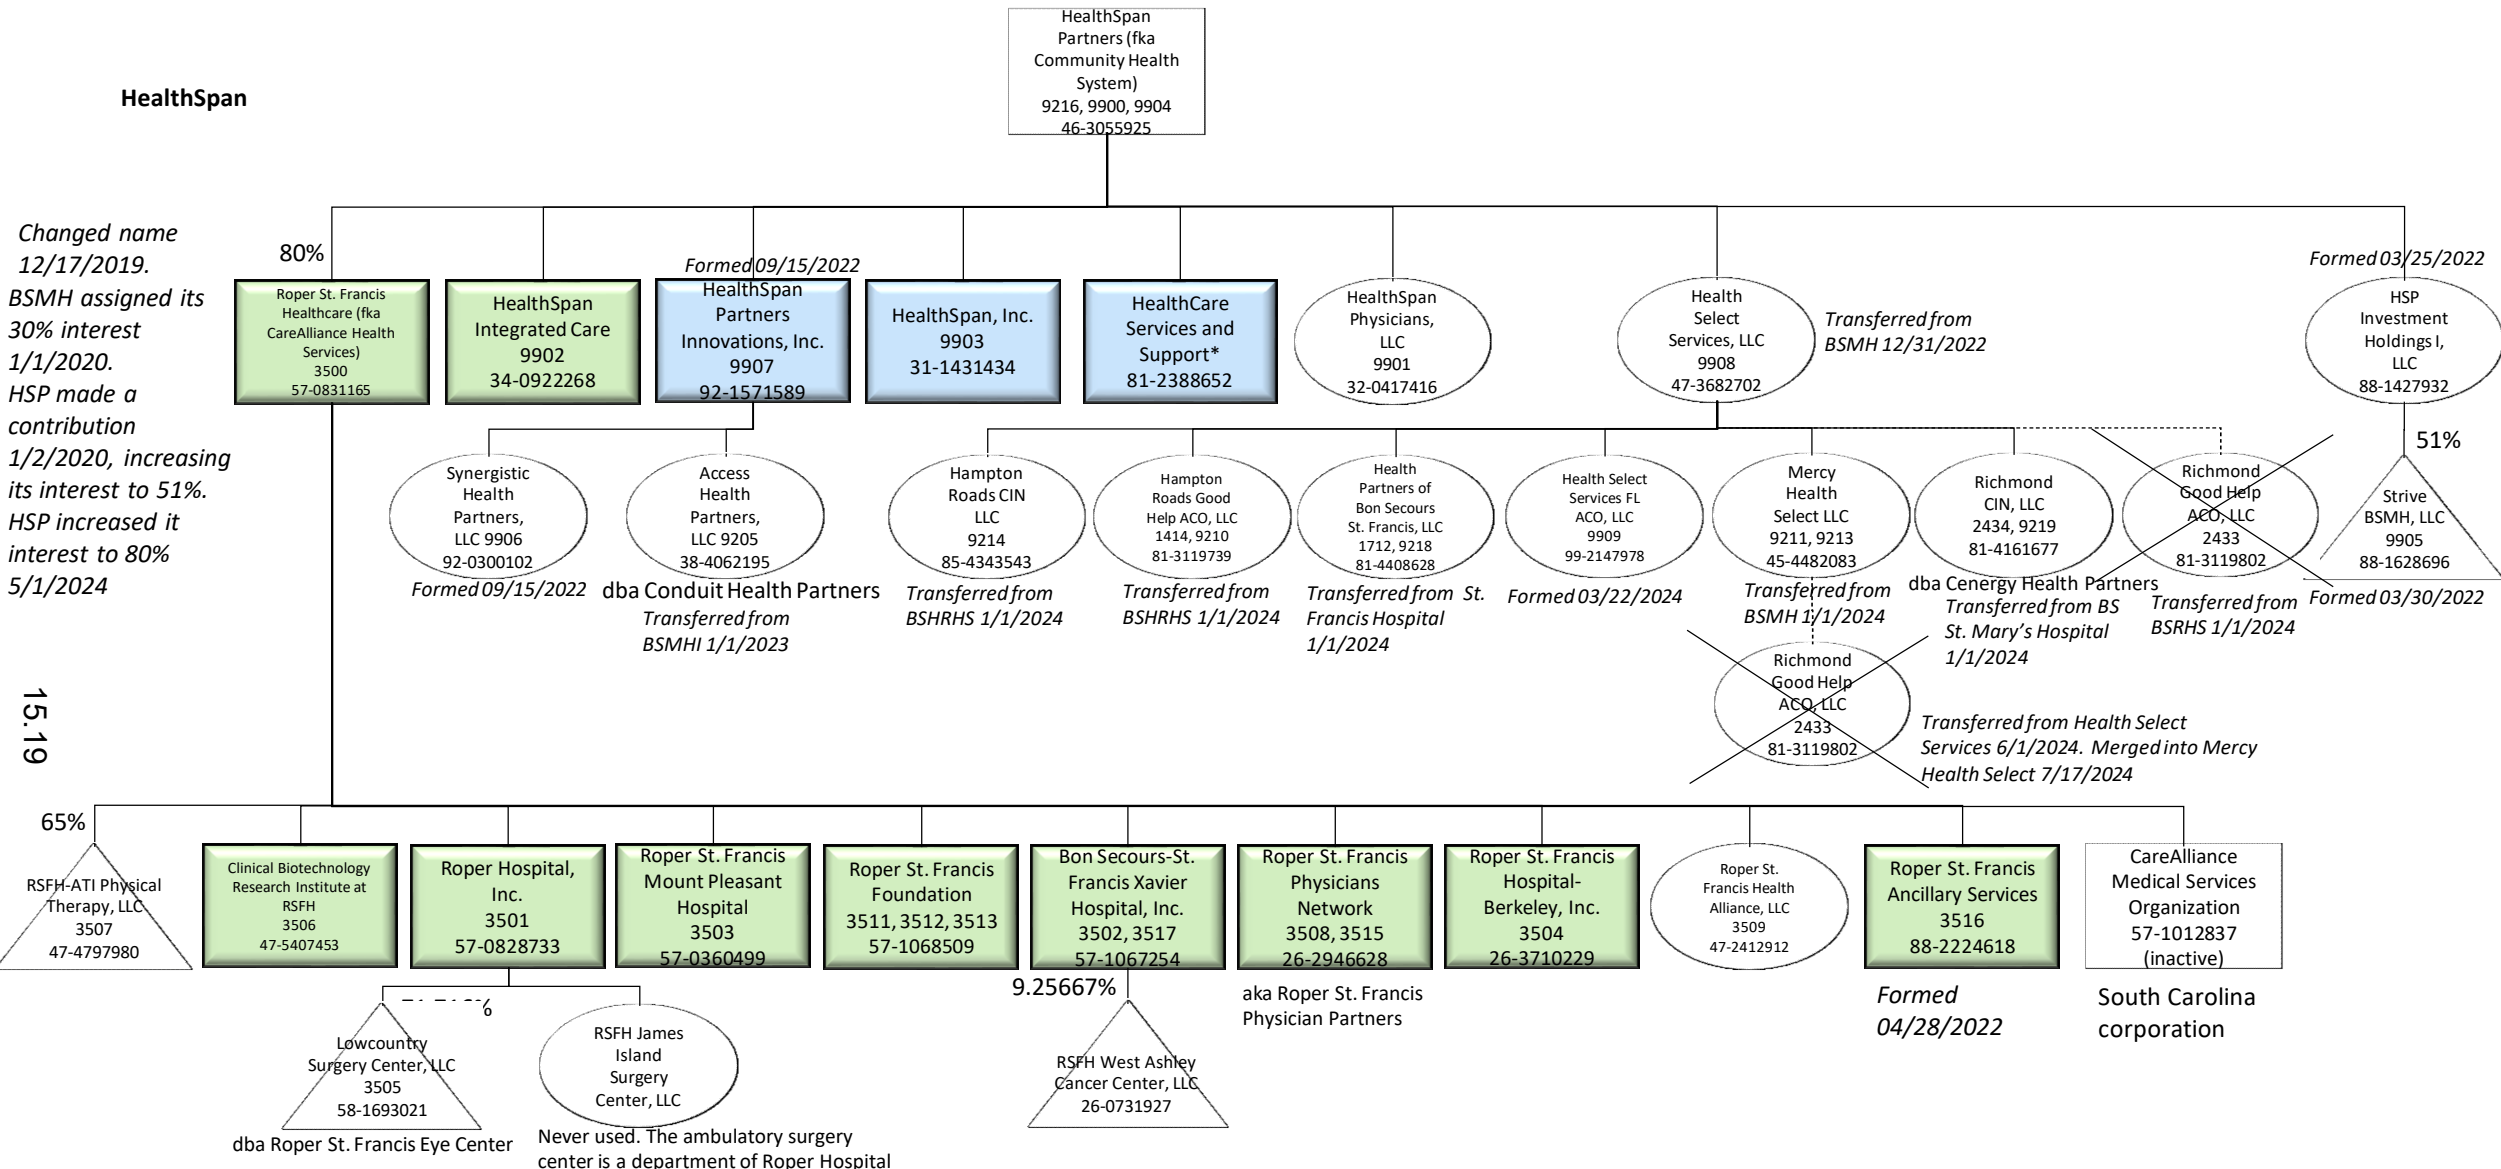 HealthSpan
HealthSpan
Partners (fka
Community Health
System)
9216, 9900, 9904
46-3055925
Changed name
12/17/2019.
BSMH assigned its
30% interest
1/1/2020.
HSP made a
contribution
1/2/2020, increasing
its interest to 51%.
HSP increased it
interest to 80%
5/1/2024
80%
Roper St. Francis
Healthcare (fka
CareAlliance Health
Services)
3500
57-0831165
HealthSpan
Integrated Care
9902
34-0922268
Formed 09/15/2022
HealthSpan
Partners
Innovations, Inc.
9907
92-1571589
HealthSpan, Inc.
9903
31-1431434
HealthCare
Services and
Support*
81-2388652
HealthSpan
Physicians,
LLC
9901
32-0417416
Health
Select
Services, LLC
9908
47-3682702
Transferred from
BSMH 12/31/2022
Formed 03/25/2022
HSP
Investment
Holdings I,
LLC
88-1427932
Synergistic
Health
Partners,
LLC 9906
92-0300102
Formed 09/15/2022
Access
Health
Partners,
LLC 9205
38-4062195
dba Conduit Health Partners
Transferred from
BSMHI 1/1/2023
Hampton
Roads CIN
LLC
9214
85-4343543
Transferred from
BSHRHS 1/1/2024
Hampton
Roads Good
Help ACO, LLC
1414, 9210
81-3119739
Transferred from
BSHRHS 1/1/2024
Health
Partners of
Bon Secours
St. Francis, LLC
1712, 9218
81-4408628
Transferred from St.
Francis Hospital
1/1/2024
Health Select
Services FL
ACO, LLC
9909
99-2147978
Formed 03/22/2024
Mercy
Health
Select LLC
9211, 9213
45-4482083
Transferred from
BSMH 1/1/2024
Richmond
CIN, LLC
2434, 9219
81-4161677
dba Cenergy Health Partners
Transferred from BS
St. Mary’s Hospital
1/1/2024
Richmond
Good Help
ACO, LLC
2433
81-3119802
Transferred from
BSRHS 1/1/2024
51%
Strive
BSMH, LLC
9905
88-1628696
Formed 03/30/2022
Richmond
Good Help
ACO, LLC
2433
81-3119802
Transferred from Health Select
Services 6/1/2024. Merged into Mercy
Health Select 7/17/2024
15.19
65%
RSFH-ATI Physical
Therapy, LLC
3507
47-4797980
Clinical Biotechnology
Research Institute at
RSFH
3506
47-5407453
Roper Hospital,
Inc.
3501
57-0828733
Roper St. Francis
Mount Pleasant
Hospital
3503
57-0360499
Roper St. Francis
Foundation
3511, 3512, 3513
57-1068509
Bon Secours-St.
Francis Xavier
Hospital, Inc.
3502, 3517
57-1067254
Roper St. Francis
Physicians
Network
3508, 3515
26-2946628
aka Roper St. Francis
Physician Partners
Roper St. Francis
Hospital-
Berkeley, Inc.
3504
26-3710229
Roper St.
Francis Health
Alliance, LLC
3509
47-2412912
Roper St. Francis
Ancillary Services
3516
88-2224618
Formed
04/28/2022
CareAlliance
Medical Services
Organization
57-1012837
(inactive)
South Carolina
corporation
Lowcountry
Surgery Center, LLC
3505
58-1693021
dba Roper St. Francis Eye Center
RSFH James
Island
Surgery
Center, LLC
Never used. The ambulatory surgery
center is a department of Roper Hospital
9.25667%
RSFH West Ashley
Cancer Center, LLC
26-0731927